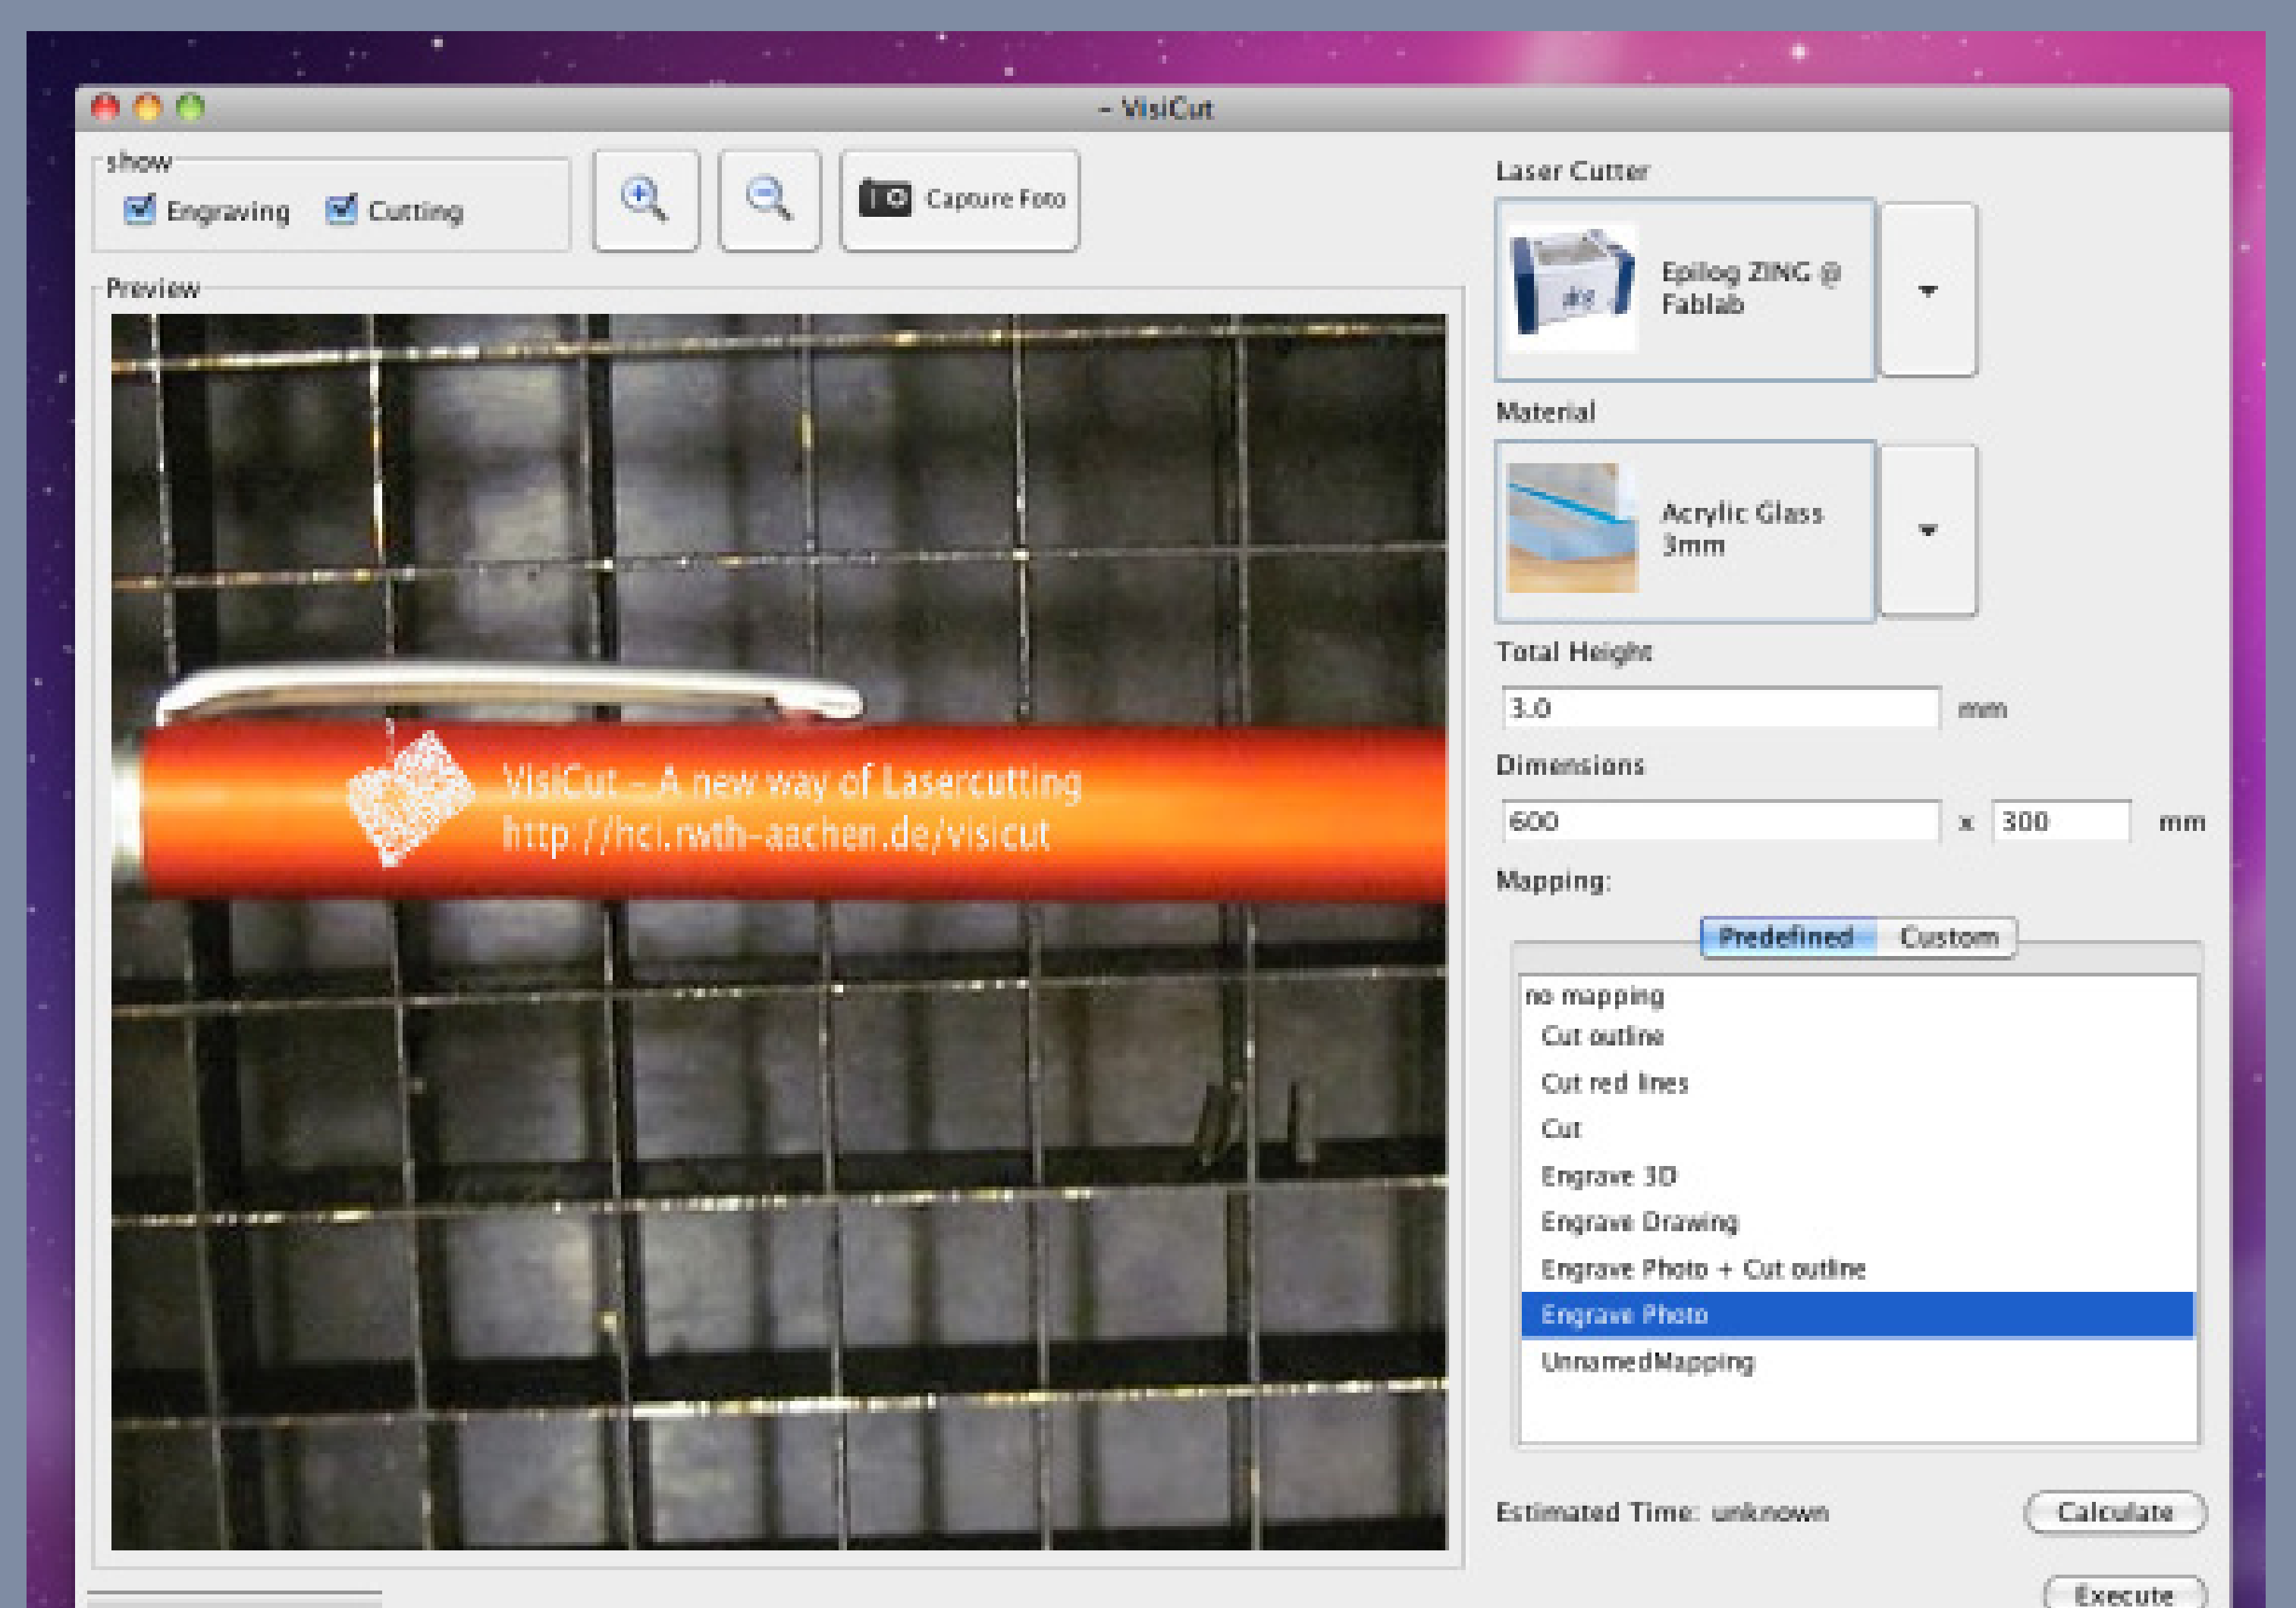 - VisiCut
show
Engraving
Cutting
Capture Foto
Preview
VisiCut - A new way of Lasercutting
http://hci.rwth-aachen.de/visicut
Laser Cutter
Epilog ZING @
Fablab
Material
Acrylic Glass
3mm
Total Height
3.0 mm
Dimensions
600 x 300 mm
Mapping:
Predefined
Custom
no mapping
Cut outline
Cut red lines
Cut
Engrave 3D
Engrave Drawing
Engrave Photo + Cut outline
Engrave Photo
UnnamedMapping
Estimated Time: unknown
Calculate
Execute